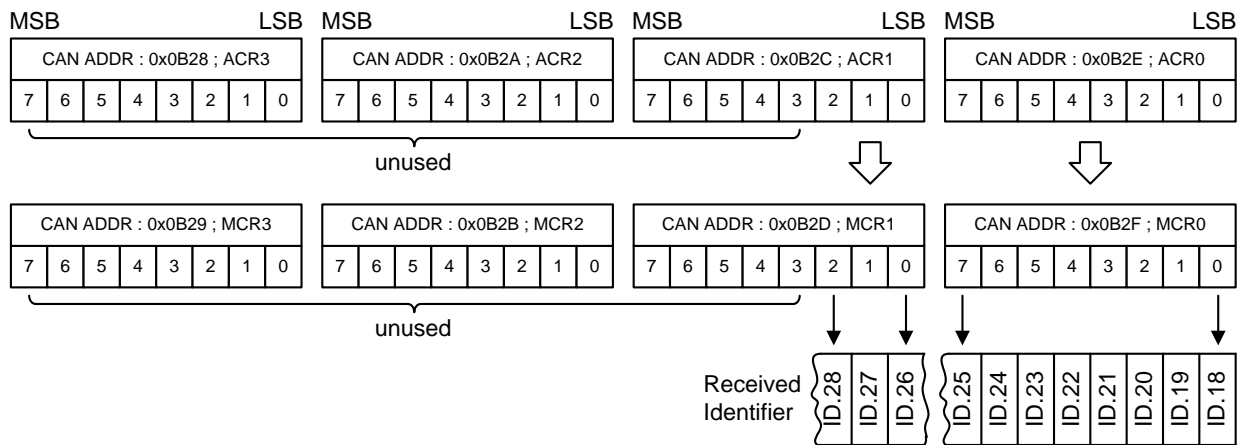 MSB LSB MSB LSB MSB LSB MSB LSB
CAN ADDR : 0x0B28 ; ACR3 CAN ADDR : 0x0B2A ; ACR2 CAN ADDR : 0x0B2C ; ACR1 CAN ADDR : 0x0B2E ; ACR0
7 6 5 4 3 2 1 0 7 6 5 4 3 2 1 0 7 6 5 4 3 2 1 0 7 6 5 4 3 2 1 0
unused
CAN ADDR : 0x0B29 ; MCR3 CAN ADDR : 0x0B2B ; MCR2 CAN ADDR : 0x0B2D ; MCR1 CAN ADDR : 0x0B2F ; MCR0
7 6 5 4 3 2 1 0 7 6 5 4 3 2 1 0 7 6 5 4 3 2 1 0 7 6 5 4 3 2 1 0
unused
Received
Identifier
ID.28 ID.27 ID.26 ID.25 ID.24 ID.23 ID.22 ID.21 ID.20 ID.19 ID.18